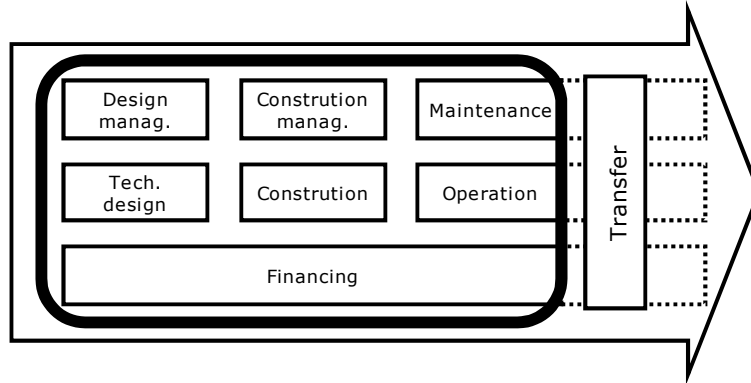 Design
manag.
Constrution
manag.
Maintenance
Tech.
design
Constrution
Operation
Financing
Transfer